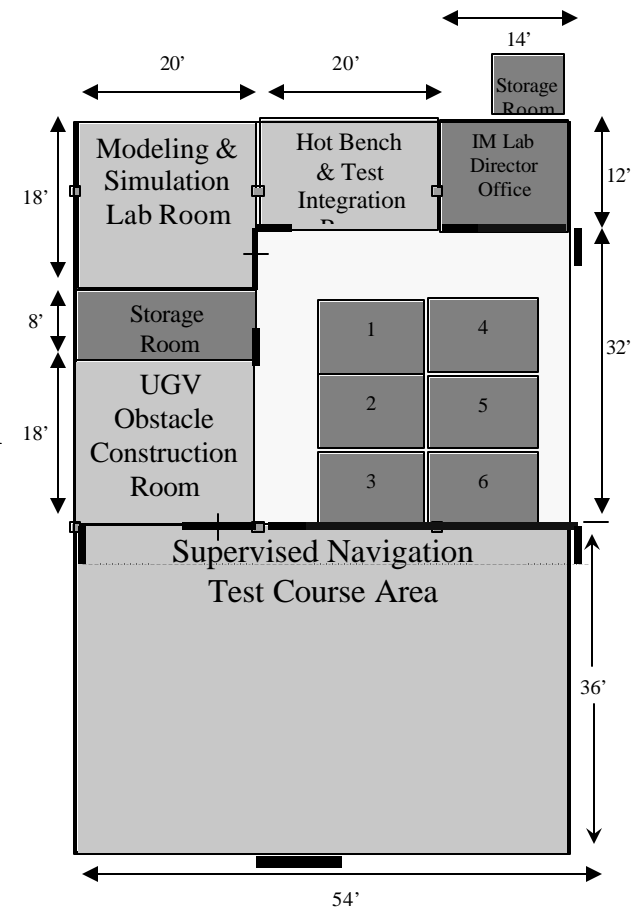 14’
20’
20’
Storage
Room
Modeling &
Simulation
Lab Room
Hot Bench
& Test
Integration
IM Lab
Director
Office
18’
12’
8’
Storage
Room
1
4
32’
UGV
Obstacle
Construction
Room
18’
2
5
3
6
Supervised Navigation
Test Course Area
36’
54’